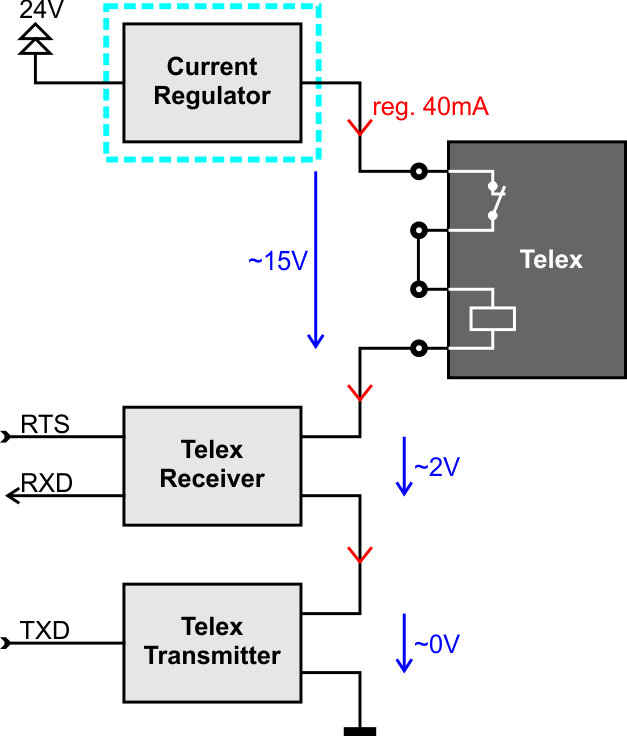 24V
Current
Regulator
reg. 40mA
~15V
Telex
RTS
RXD
Telex
Receiver
~2V
TXD
Telex
Transmitter
~0V